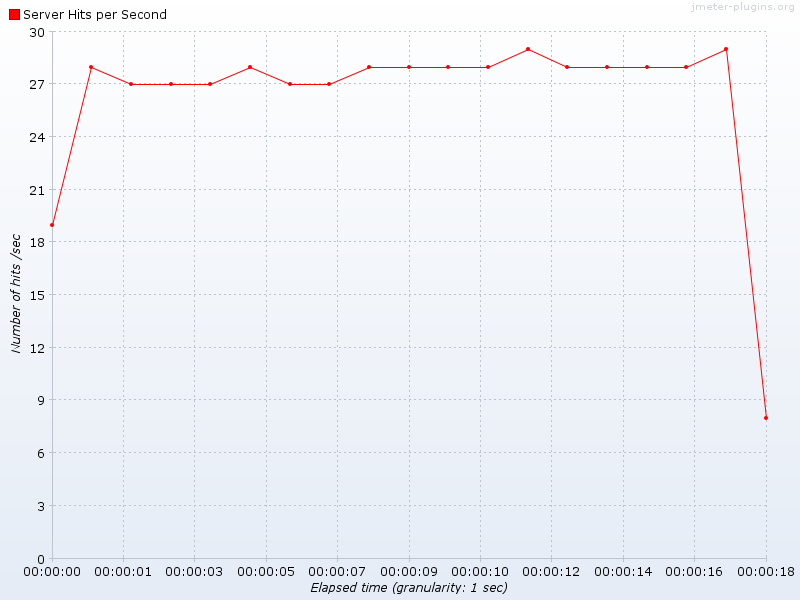 jmeter-plugins.org
Server Hits per Second
30
27
24
21
18
15
12
9
6
3
0
Number of hits /sec
00:00:00 00:00:01 00:00:03 00:00:05 00:00:07 00:00:09 00:00:10 00:00:12 00:00:14 00:00:16 00:00:18
Elapsed time (granularity: 1 sec)